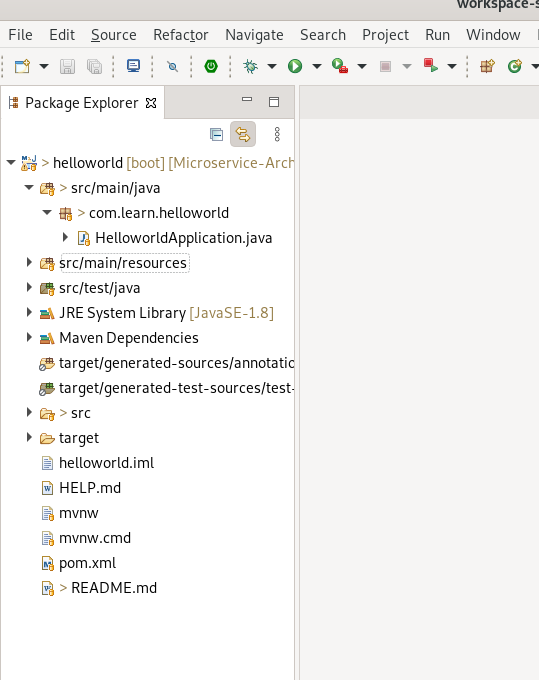 workspace-s
File Edit Source Refactor Navigate Search Project Run Window
Package Explorer
> helloworld [boot] [Microservice-Arch
> src/main/java
> com.learn.helloworld
HelloworldApplication.java
src/main/resources
src/test/java
JRE System Library [JavaSE-1.8]
Maven Dependencies
target/generated-sources/annotatio
target/generated-test-sources/test-
> src
target
helloworld.iml
HELP.md
mvnw
mvnw.cmd
pom.xml
> README.md